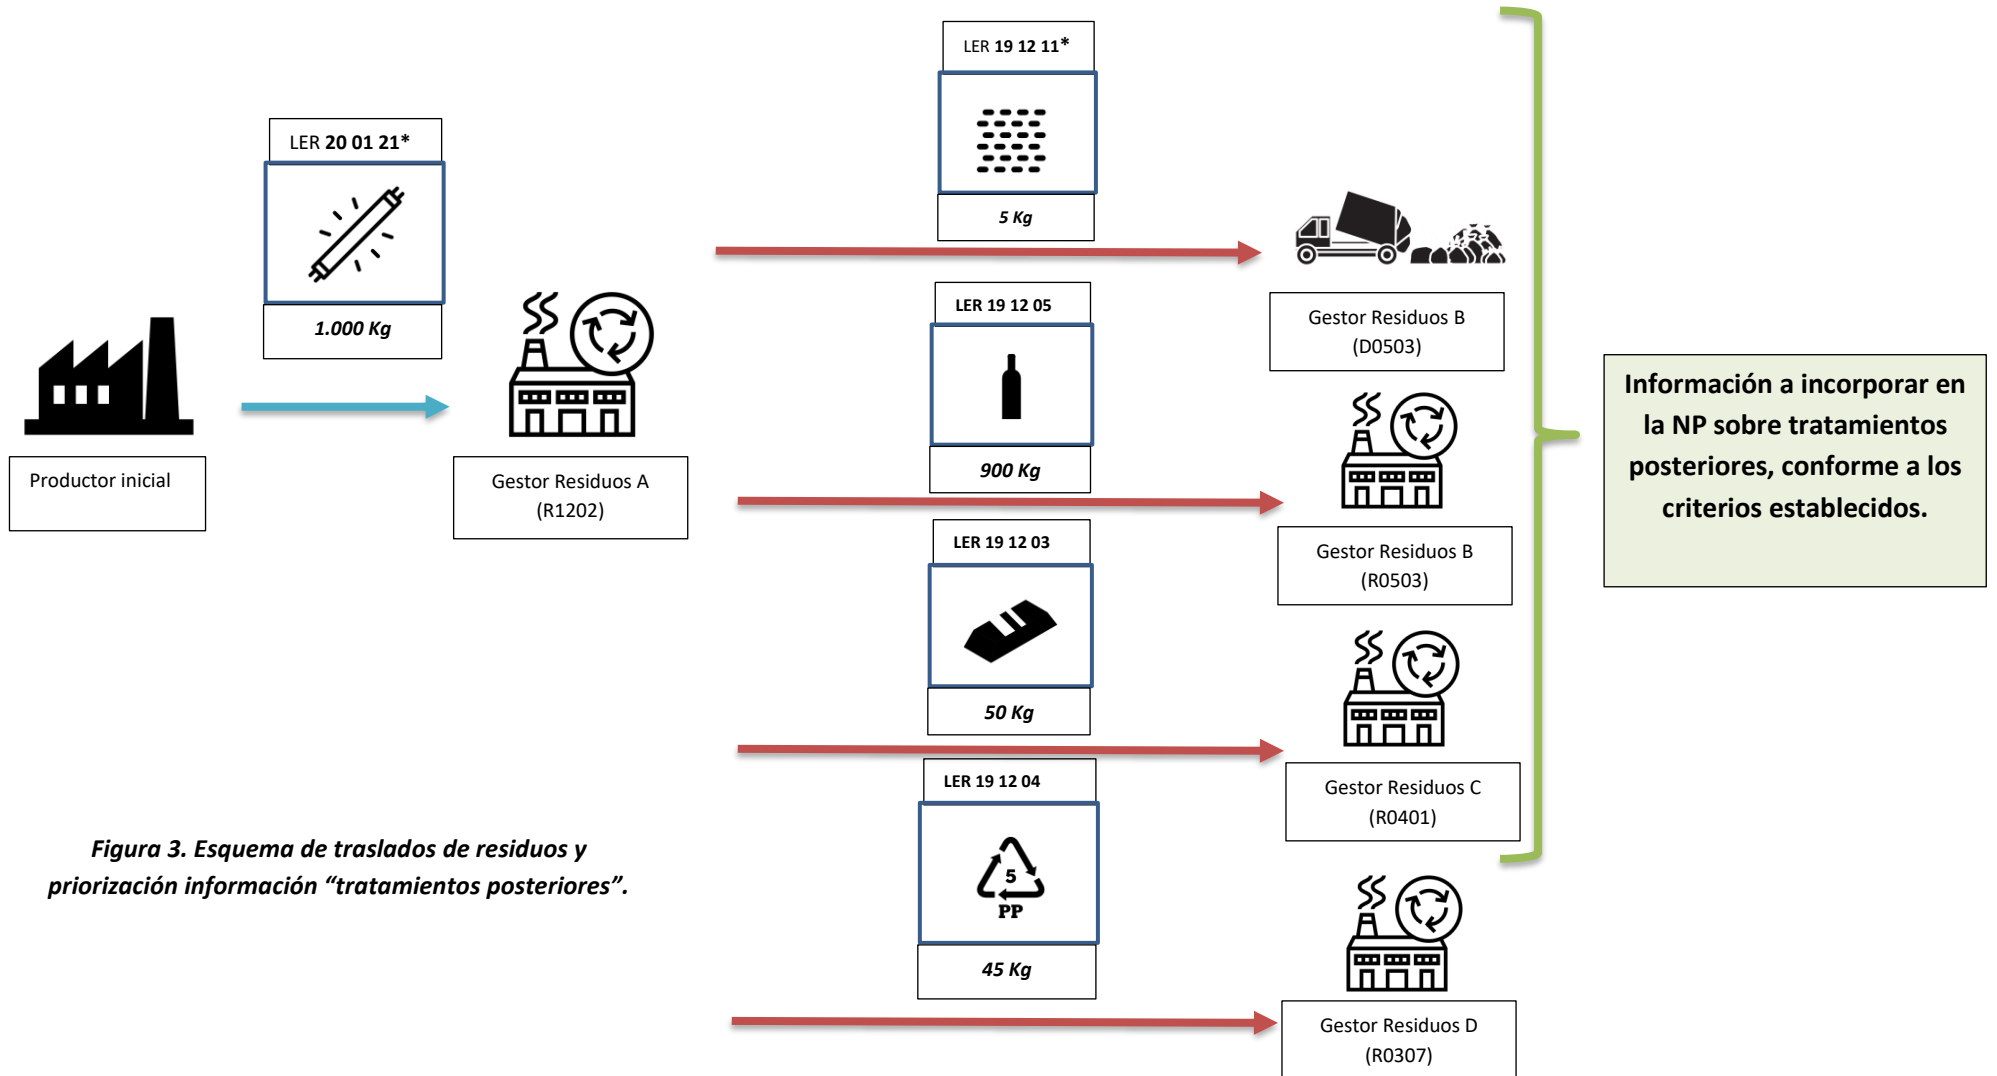 LER 20 01 21*
1.000 Kg
Productor inicial
Gestor Residuos A
(R1202)
LER 19 12 11*
5 Kg
Gestor Residuos B
(D0503)
LER 19 12 05
900 Kg
Gestor Residuos B
(R0503)
LER 19 12 03
50 Kg
Gestor Residuos C
(R0401)
LER 19 12 04
5
PP
45 Kg
Gestor Residuos D
(R0307)
Información a incorporar en
la NP sobre tratamientos
posteriores, conforme a los
criterios establecidos.
Figura 3. Esquema de traslados de residuos y
priorización información “tratamientos posteriores”.